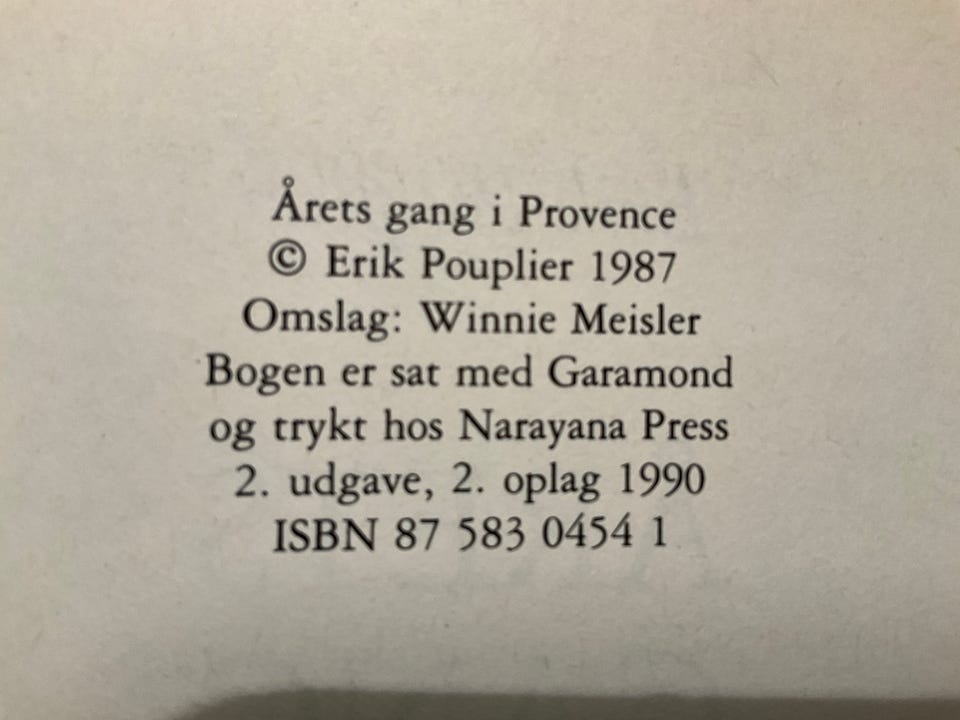 Årets gang i Provence
© Erik Pouplier 1987
Omslag: Winnie Meisler
Bogen er sat med Garamond
og trykt hos Narayana Press
2. udgave, 2. oplag 1990
ISBN 87 583 0454 1